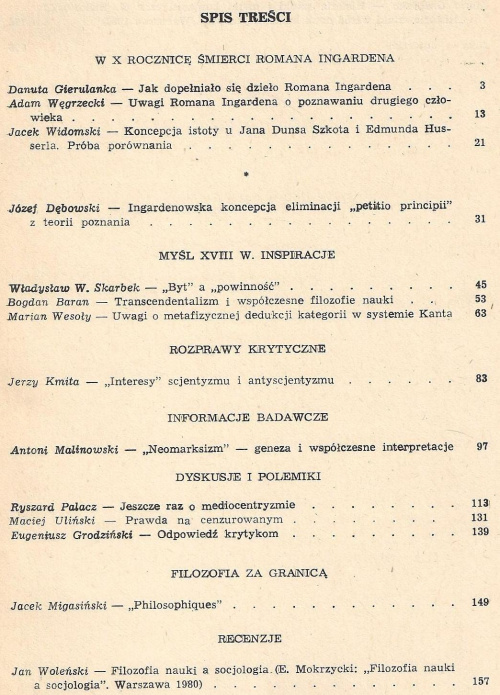 SPIS TREŚCI
W X ROCZNICĘ ŚMIERCI ROMANA INGARDENA
Danuta Gierulanka — Jak dopełniało się dzieło Romana Ingardena . . . 3
Adam Węgrzecki — Uwagi Romana Ingardena o poznawaniu drugiego czło-
wieka . . . . . . . . . . . . . . . . 13
Jacek Widomski — Koncepcja istoty u Jana Dunsa Szkota i Edmunda Hus-
serla. Próba porównania . . . . . . . . . . . 21
*
Józef Dębowski — Ingardenowska koncepcja eliminacji „petitio principii”
z teorii poznania . . . . . . . . . . . . . 31
MYŚL XVIII W. INSPIRACJE
Władysław W. Skarbek — „Byt” a „powinność” . . . . . . . 45
Bogdan Baran — Transcendentalizm i współczesne filozofie nauki . . 53
Marian Wesoły — Uwagi o metafizycznej dedukcji kategorii w systemie Kanta 63
ROZPRAWY KRYTYCZNE
Jerzy Kmita — „Interesy” scjentyzmu i antyscjentyzmu . . . . . . 83
INFORMACJE BADAWCZE
Antoni Malinowski — „Neomarksizm” — geneza i współczesne interpretacje 97
DYSKUSJE I POLEMIKI
Ryszard Palacz — Jeszcze raz o mediocentryzmie . . . . . . . 113
Maciej Uliński — Prawda na cenzurowanym . . . . . . . . 131
Eugeniusz Grodziński — Odpowiedź krytykom . . . . . . . . 139
FILOZOFIA ZA GRANICĄ
Jacek Migasiński — „Philosophiques” . . . . . . . . . . 149
RECENZJE
Jan Woleński — Filozofia nauki a socjologia. (E. Mokrzycki: „Filozofia nauki
a socjologia”. Warszawa 1980) . . . . . . . . . . 157